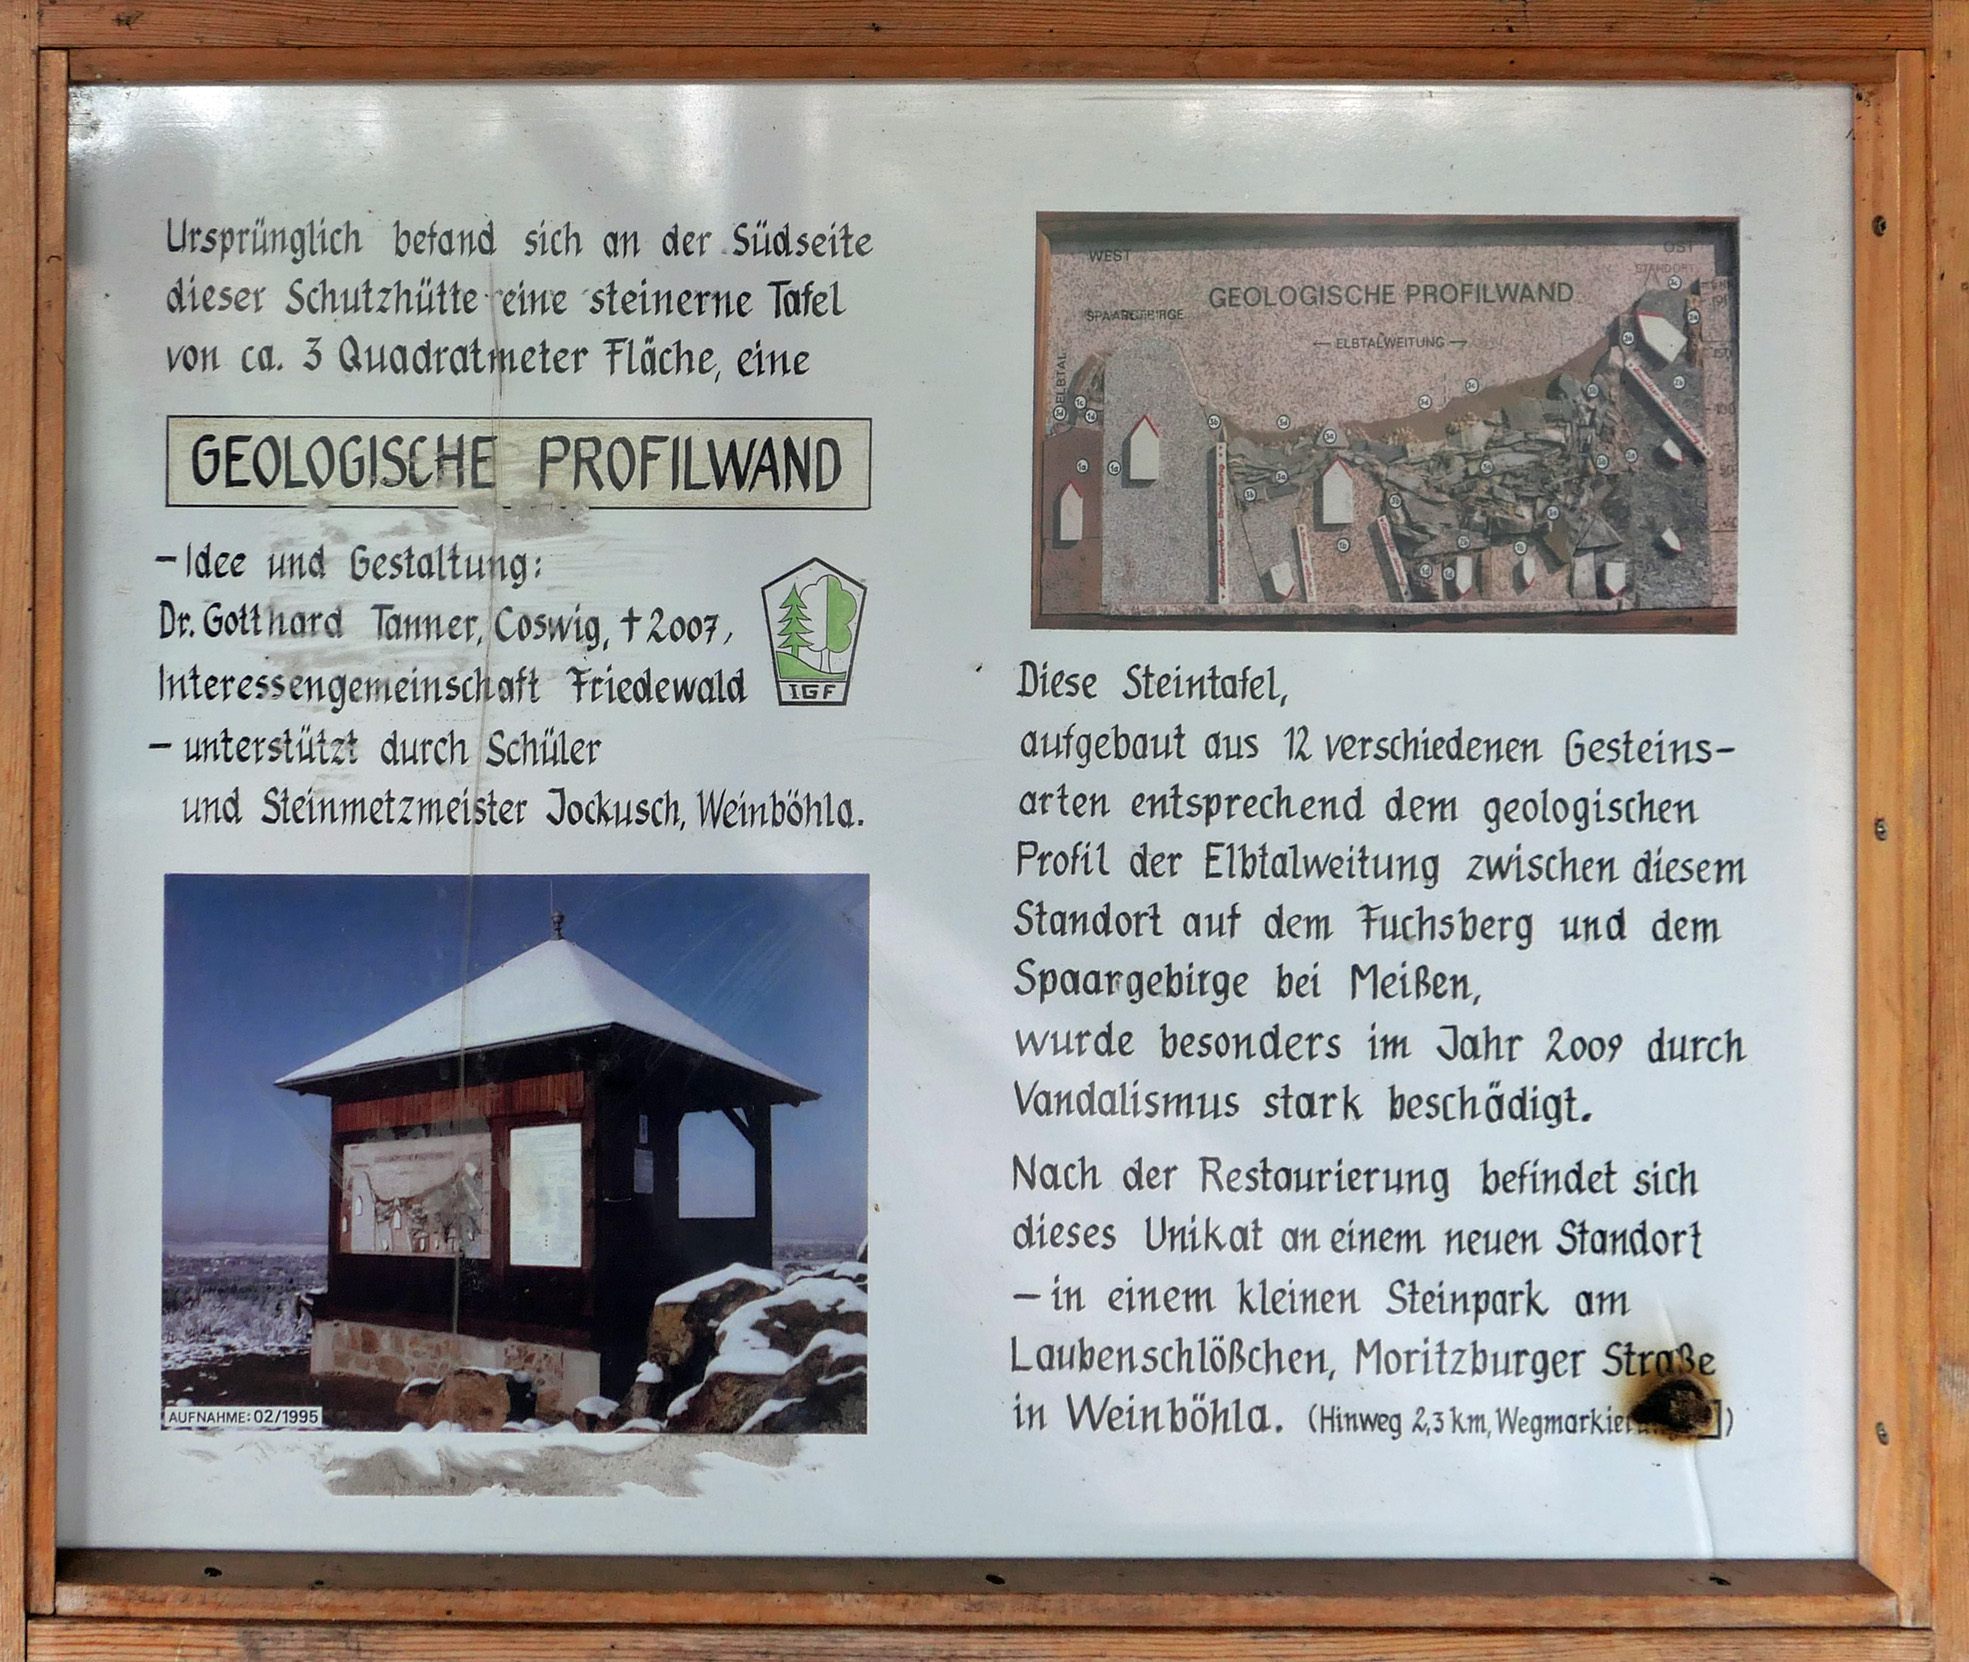 Ursprünglich befand sich an der Südseite
dieser Schutzhütte eine steinerne Tafel
von ca. 3 Quadratmeter Fläche, eine
GEOLOGISCHE PROFILWAND
– Idee und Gestaltung:
Dr. Gotthard Tanner, Coswig, † 2007,
Interessengemeinschaft Friedewald
IGF
– unterstützt durch Schüler
und Steinmetzmeister Jockusch, Weinböhla.
AUFNAHME: 02/1995
WEST
OST
STANDORT
GEOLOGISCHE PROFILWAND
SPAARGEBIRGE
← ELBTALWEITUNG →
ELBTAL
Diese Steintafel,
aufgebaut aus 12 verschiedenen Gesteins-
arten entsprechend dem geologischen
Profil der Elbtalweitung zwischen diesem
Standort auf dem Fuchsberg und dem
Spaargebirge bei Meißen,
wurde besonders im Jahr 2009 durch
Vandalismus stark beschädigt.
Nach der Restaurierung befindet sich
dieses Unikat an einem neuen Standort
– in einem kleinen Steinpark am
Laubenschlößchen, Moritzburger Straße
in Weinböhla. (Hinweg 2,3 km, )